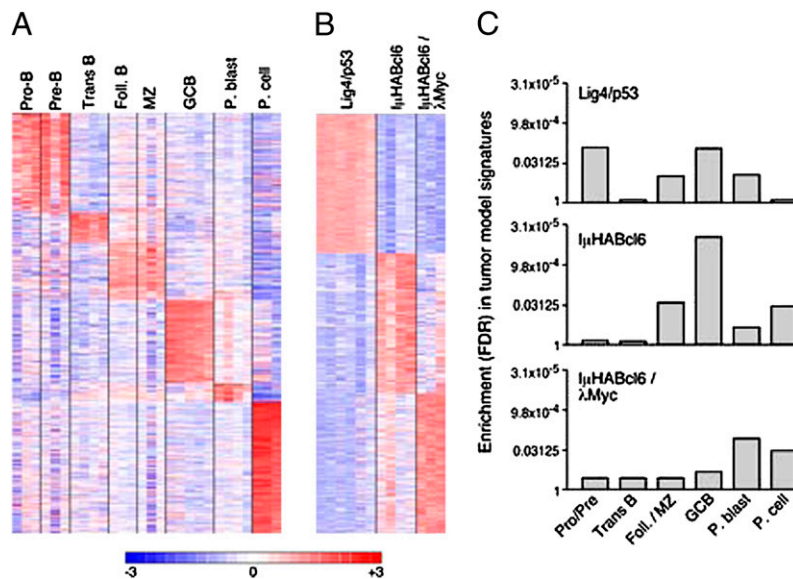 A
Pro-B
Pre-B
Trans B
Foll. B
MZ
GCB
P. blast
P. cell
-3
0
+3
B
Lig4/p53
IμHABcl6
IμHABcl6 /
λMyc
C
Enrichment (FDR) in tumor model signatures
3.1x10-5
9.8x10-4
0.03125
1
Lig4/p53
3.1x10-5
9.8x10-4
0.03125
1
IμHABcl6
3.1x10-5
9.8x10-4
0.03125
1
IμHABcl6 /
λMyc
Pro/Pre
Trans B
Foll. / MZ
GCB
P. blast
P. cell